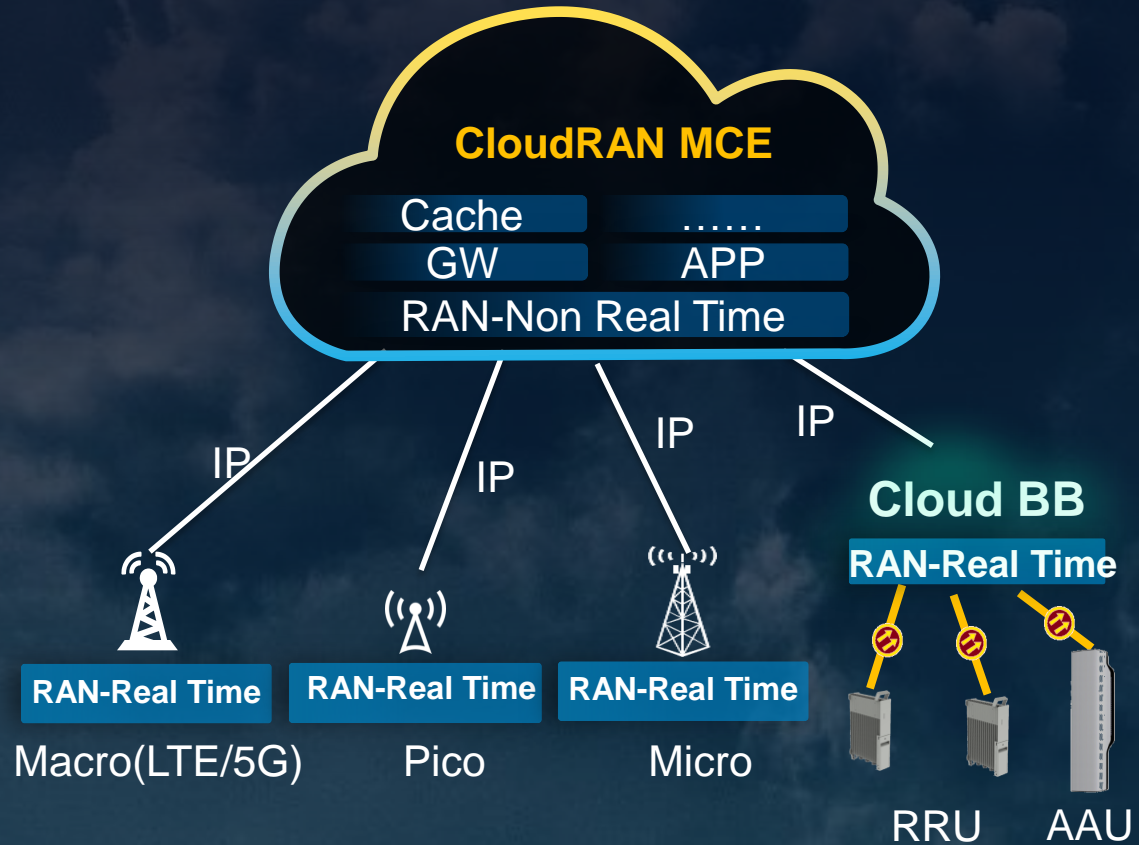 CloudRAN MCE
Cache
......
GW
APP
RAN-Non Real Time
IP
IP
IP
IP
Cloud BB
RAN-Real Time
RAN-Real Time
RAN-Real Time
RAN-Real Time
Macro(LTE/5G)
Pico
Micro
RRU
AAU